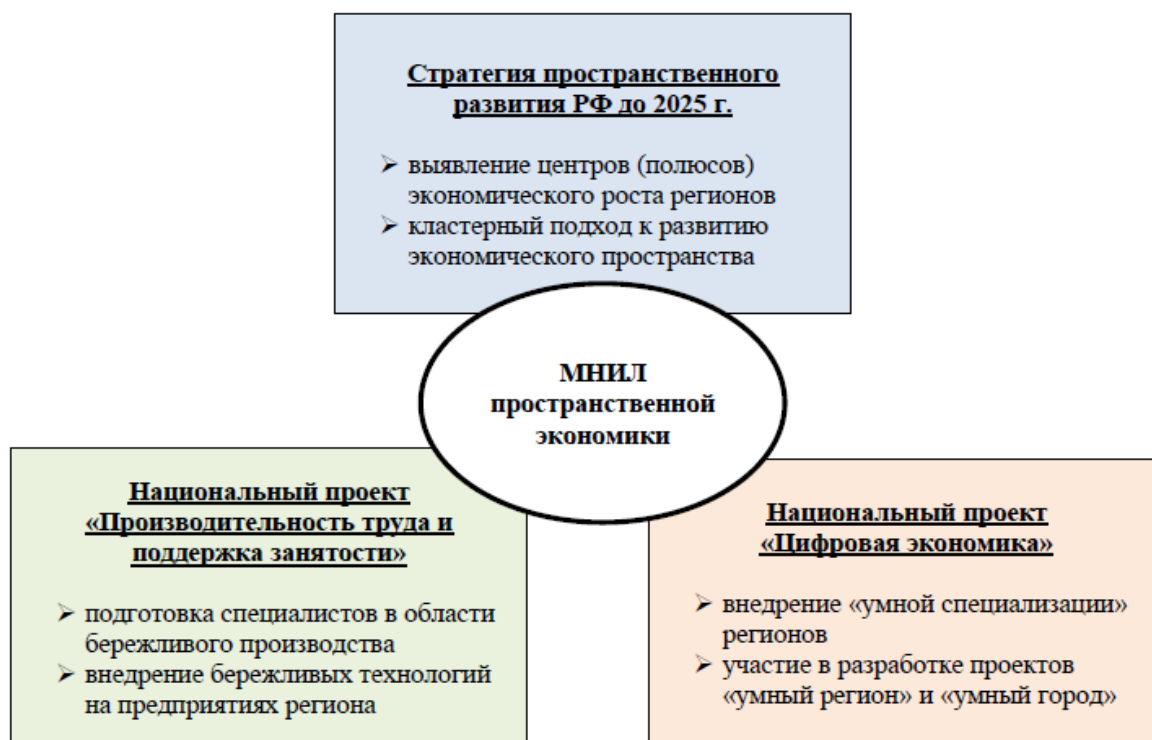 Стратегия пространственного
развития РФ до 2025 г.
➢ выявление центров (полюсов)
экономического роста регионов
➢ кластерный подход к развитию
экономического пространства
МНИЛ
пространственной
экономики
Национальный проект
«Производительность труда и
поддержка занятости»
➢ подготовка специалистов в области
бережливого производства
➢ внедрение бережливых технологий
на предприятиях региона
Национальный проект
«Цифровая экономика»
➢ внедрение «умной специализации»
регионов
➢ участие в разработке проектов
«умный регион» и «умный город»